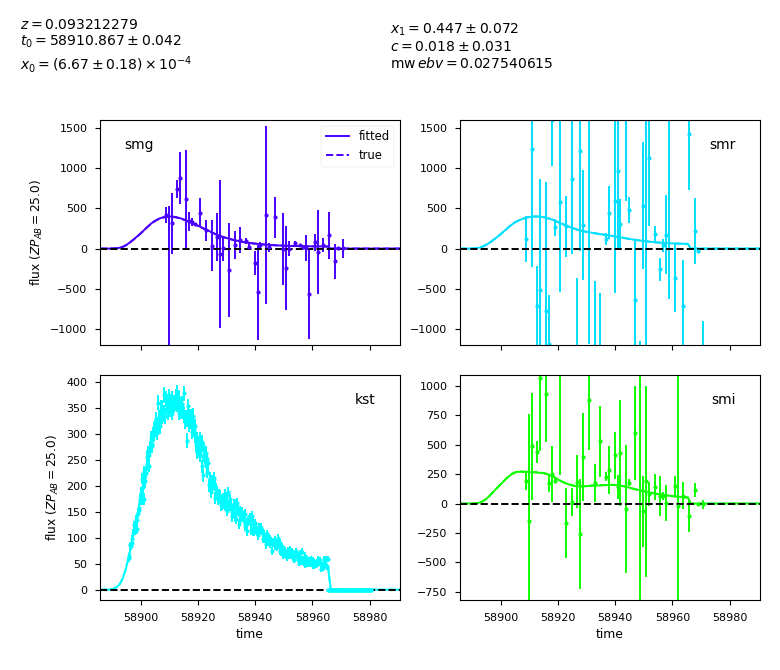 z = 0.093212279
t₀ = 58910.867 ± 0.042
x₀ = (6.67 ± 0.18) × 10⁻⁴
x₁ = 0.447 ± 0.072
c = 0.018 ± 0.031
mw ebv = 0.027540615
1500
1000
500
0
−500
−1000
flux (ZP_AB = 25.0)
smg
fitted
true
1500
1000
500
0
−500
−1000
smr
400
350
300
250
200
150
100
50
0
flux (ZP_AB = 25.0)
kst
58900 58920 58940 58960 58980
time
1000
750
500
250
0
−250
−500
−750
smi
58900 58920 58940 58960 58980
time